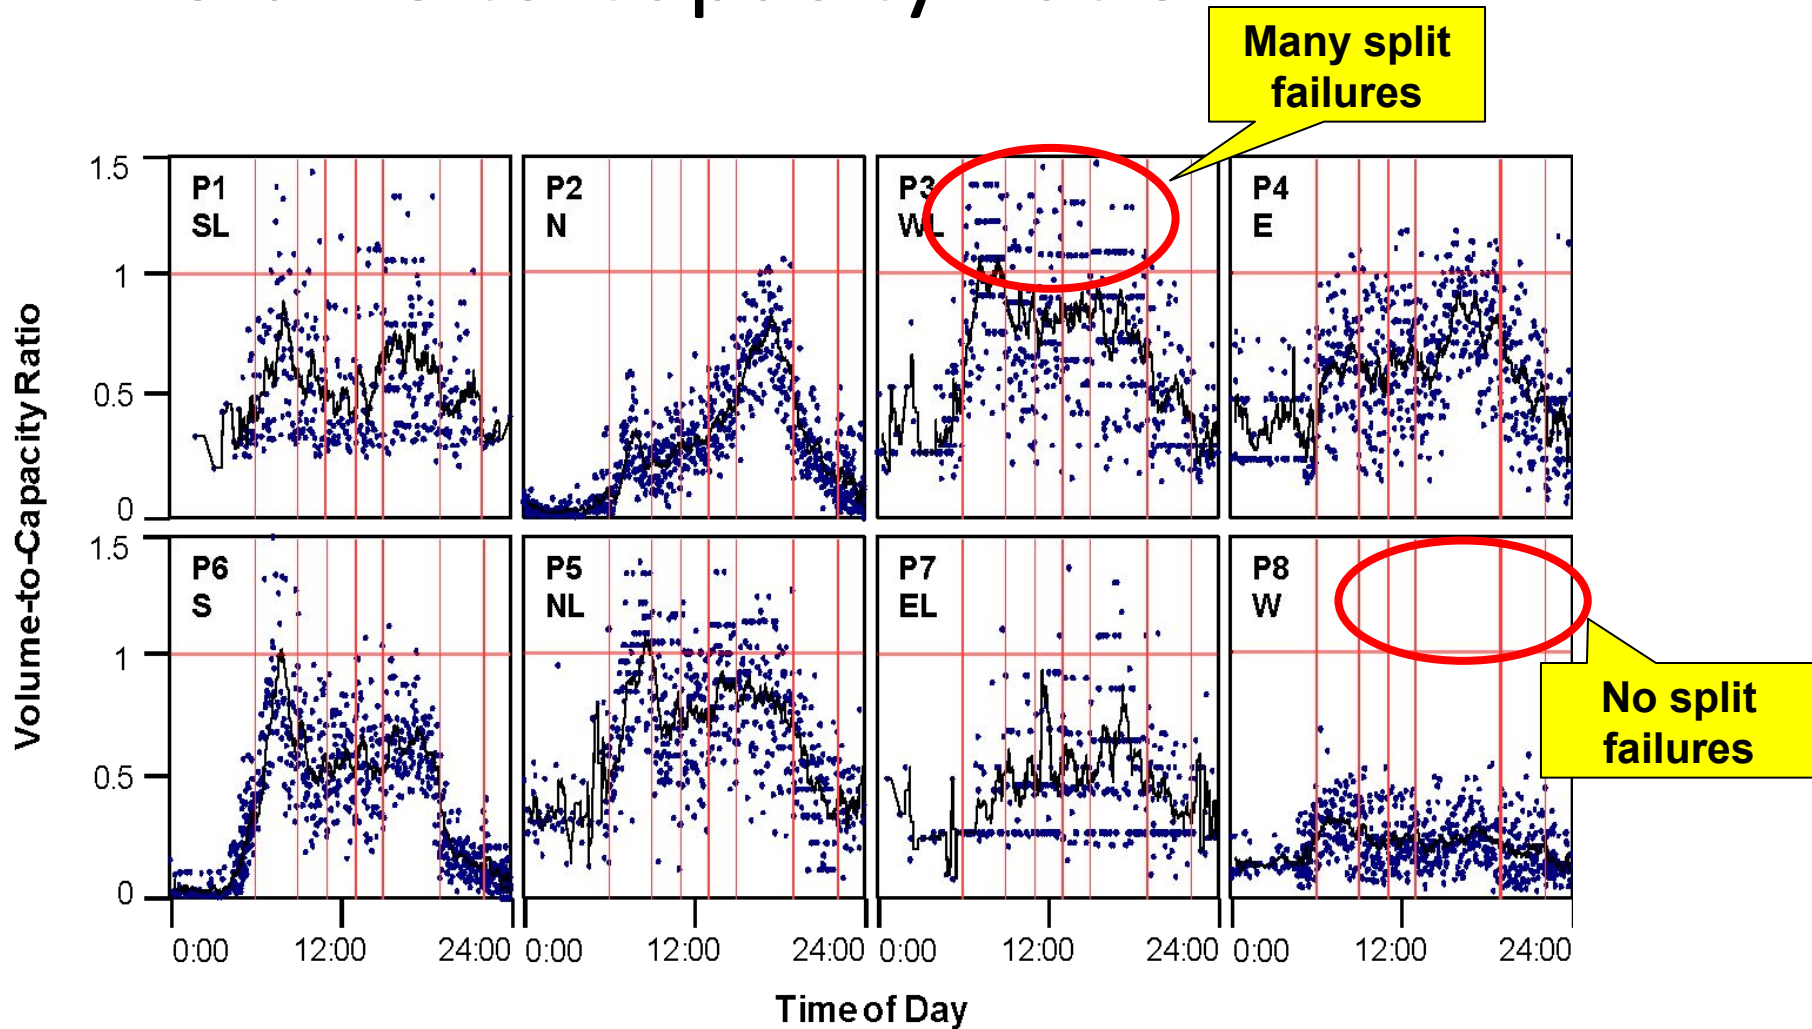 Many split
failures
Volume-to-Capacity Ratio
1.5
1
0.5
0
P1
SL
P2
N
P3
WL
P4
E
1.5
1
0.5
0
P6
S
P5
NL
P7
EL
P8
W
No split
failures
0:00 12:00 24:00 0:00 12:00 24:00 0:00 12:00 24:00 0:00 12:00 24:00
Time of Day